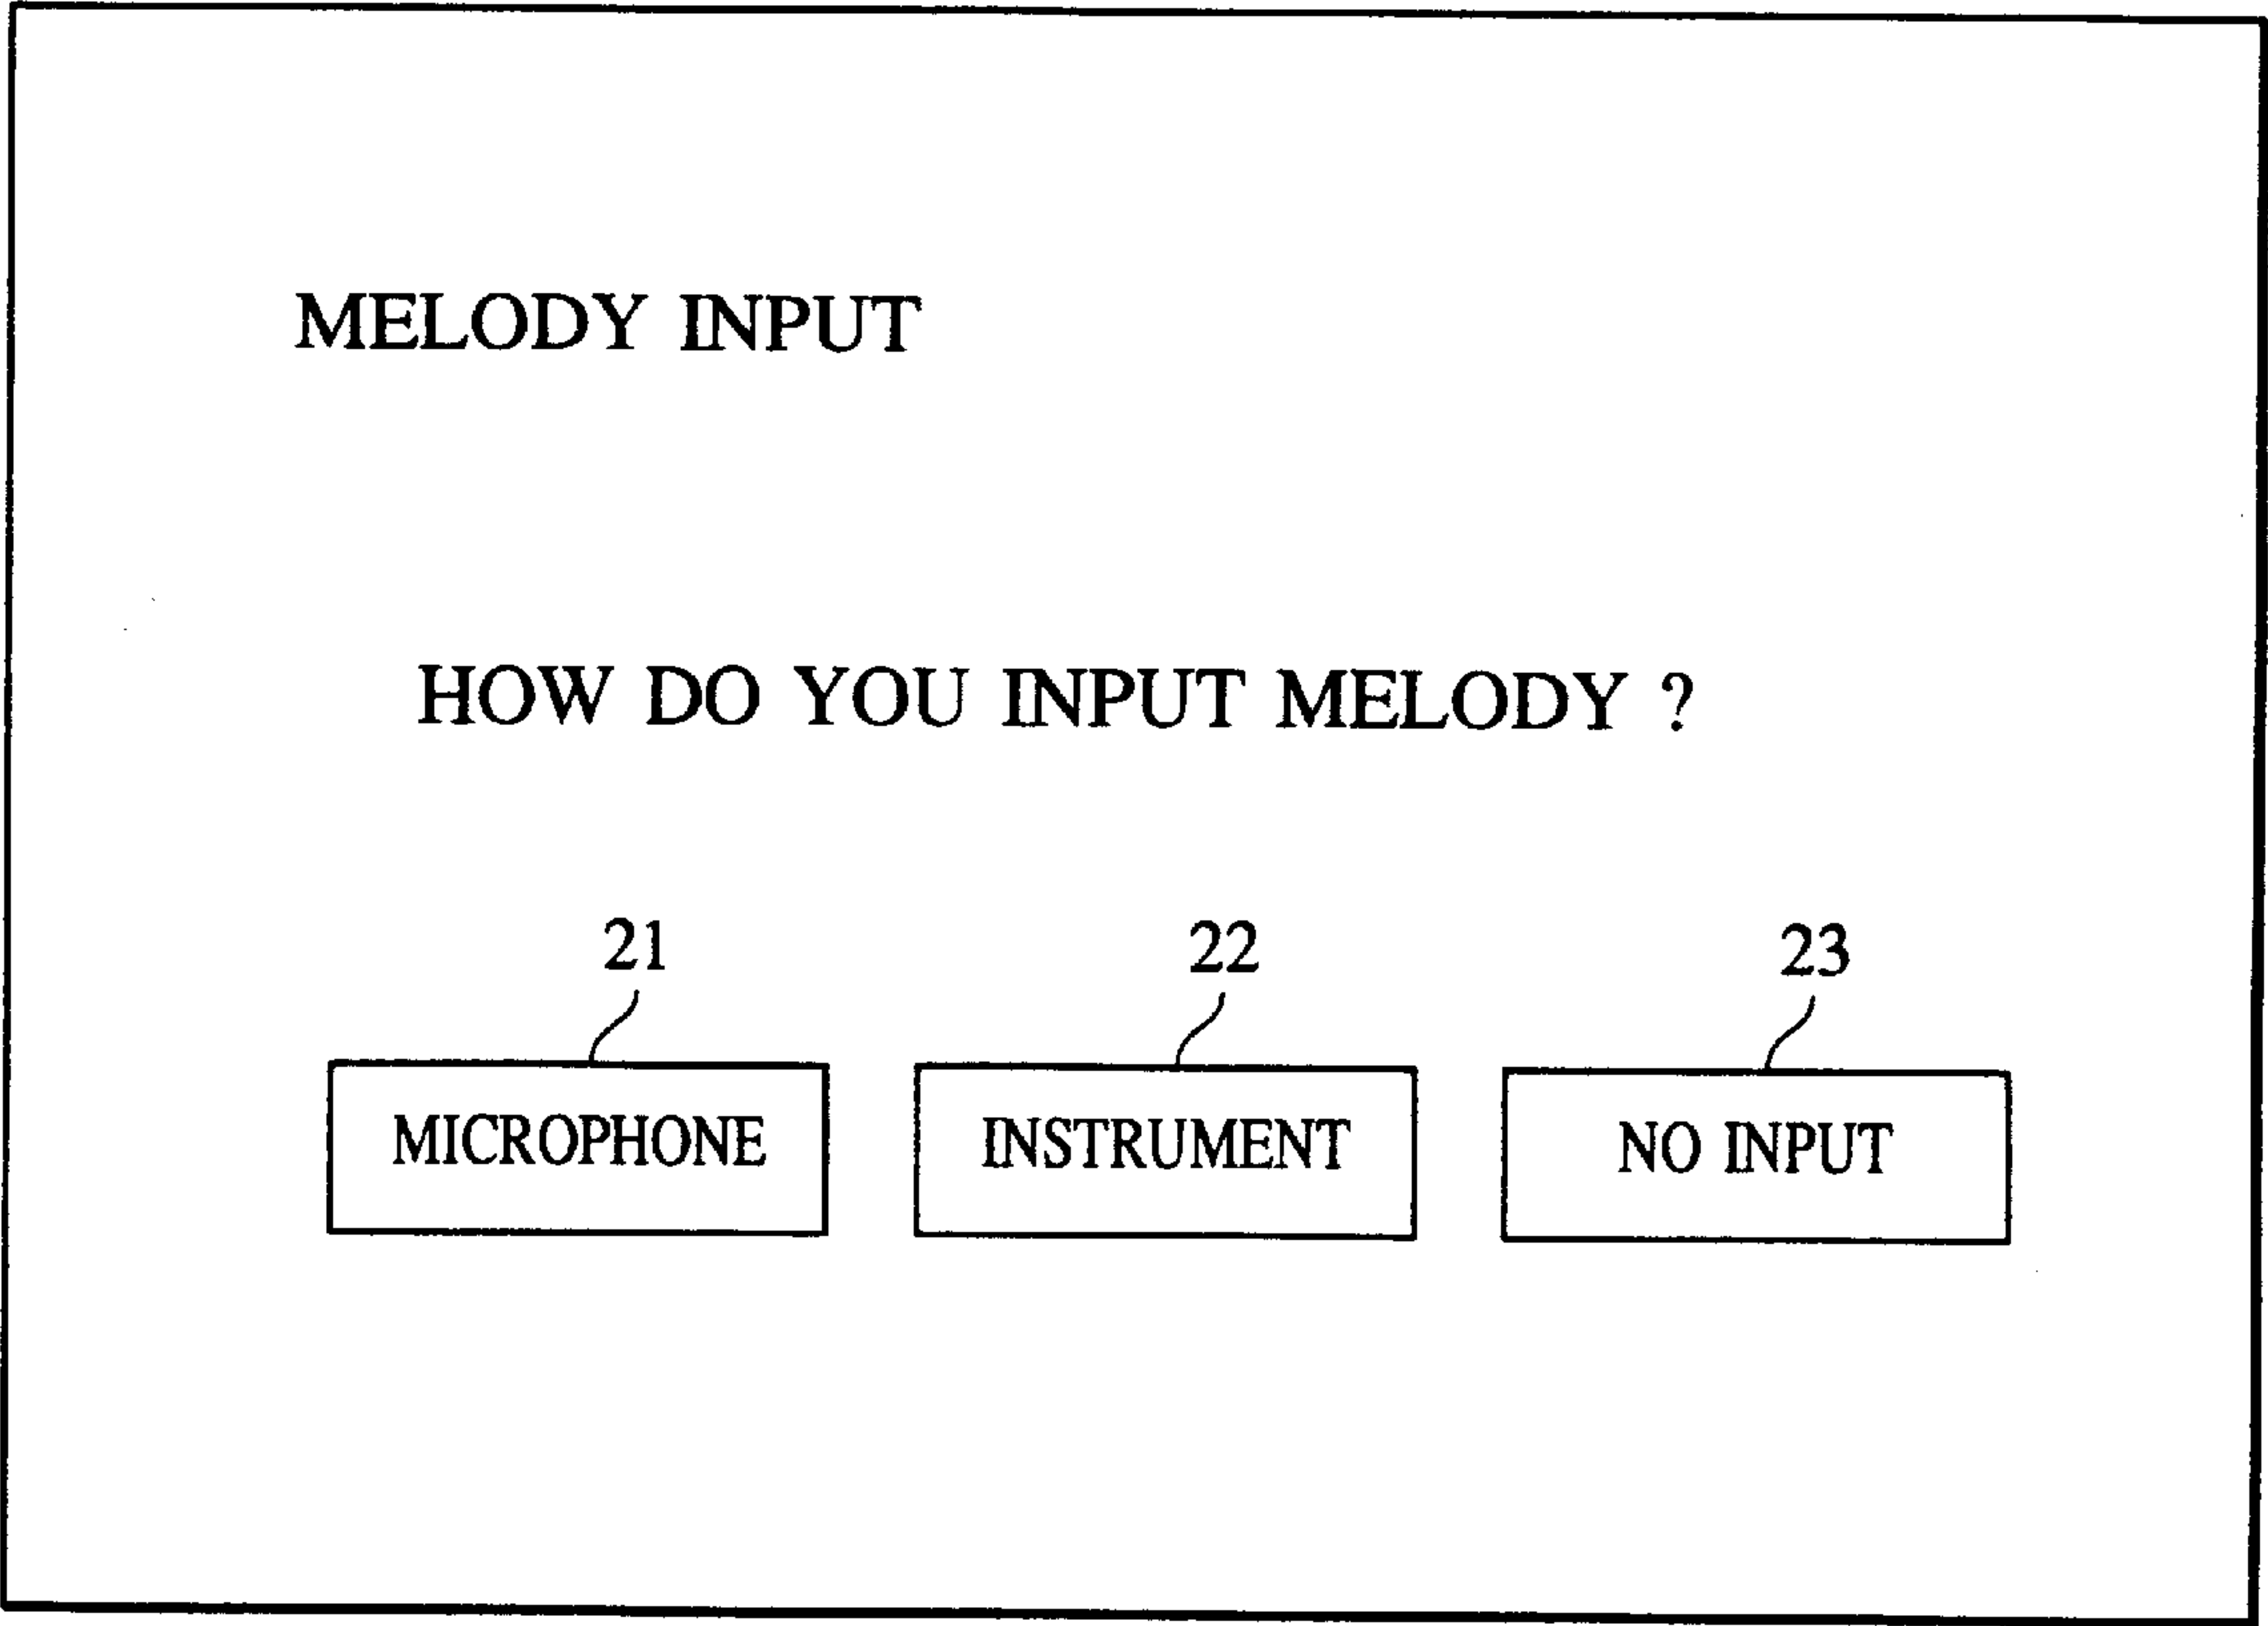 MELODY INPUT
HOW DO YOU INPUT MELODY ?
21 22 23
MICROPHONE INSTRUMENT NO INPUT